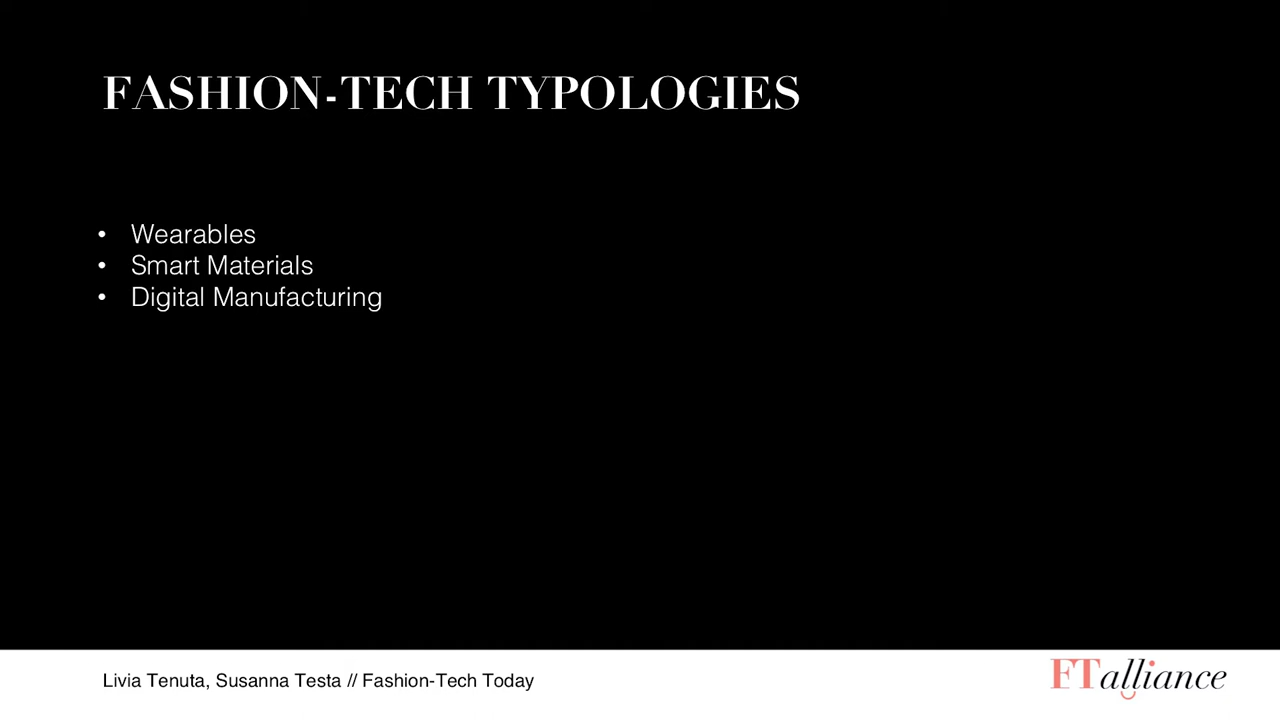 FASHION-TECH TYPOLOGIES
• Wearables
• Smart Materials
• Digital Manufacturing
Livia Tenuta, Susanna Testa // Fashion-Tech Today
FTalliance